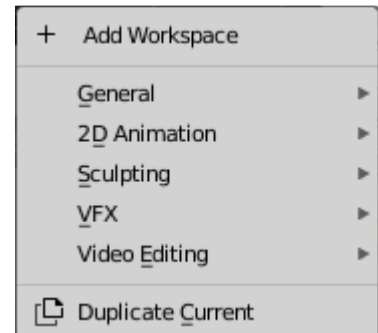 Add Workspace
General
2D Animation
Sculpting
VFX
Video Editing
Duplicate Current